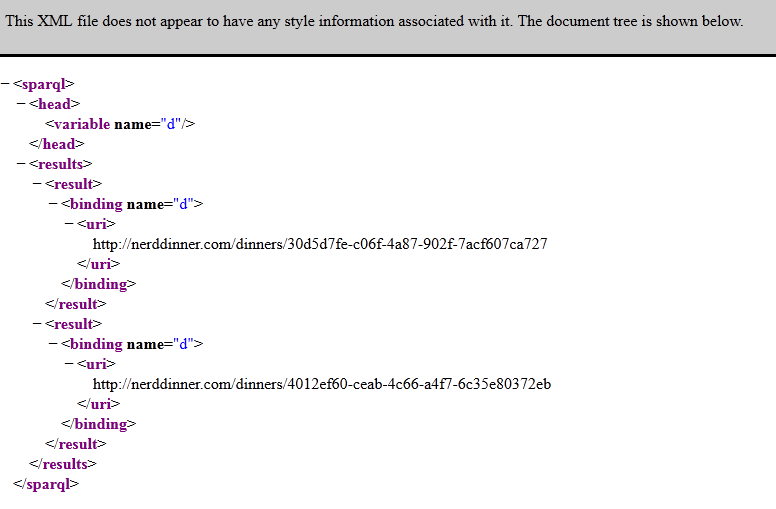 This XML file does not appear to have any style information associated with it. The document tree is shown below.
−<sparql>
−<head>
<variable name="d"/>
</head>
−<results>
−<result>
−<binding name="d">
−<uri>
http://nerddinner.com/dinners/30d5d7fe-c06f-4a87-902f-7acf607ca727
</uri>
</binding>
</result>
−<result>
−<binding name="d">
−<uri>
http://nerddinner.com/dinners/4012ef60-ceab-4c66-a4f7-6c35e80372eb
</uri>
</binding>
</result>
</results>
</sparql>